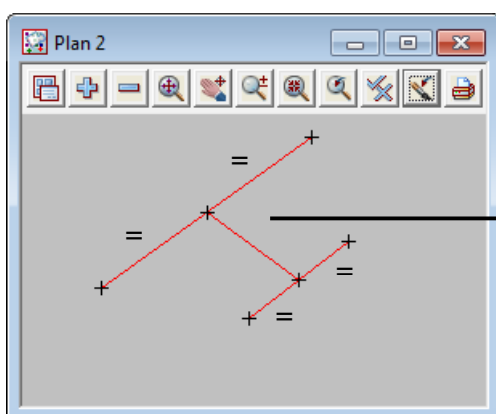 Plan 2
=
=
=
=